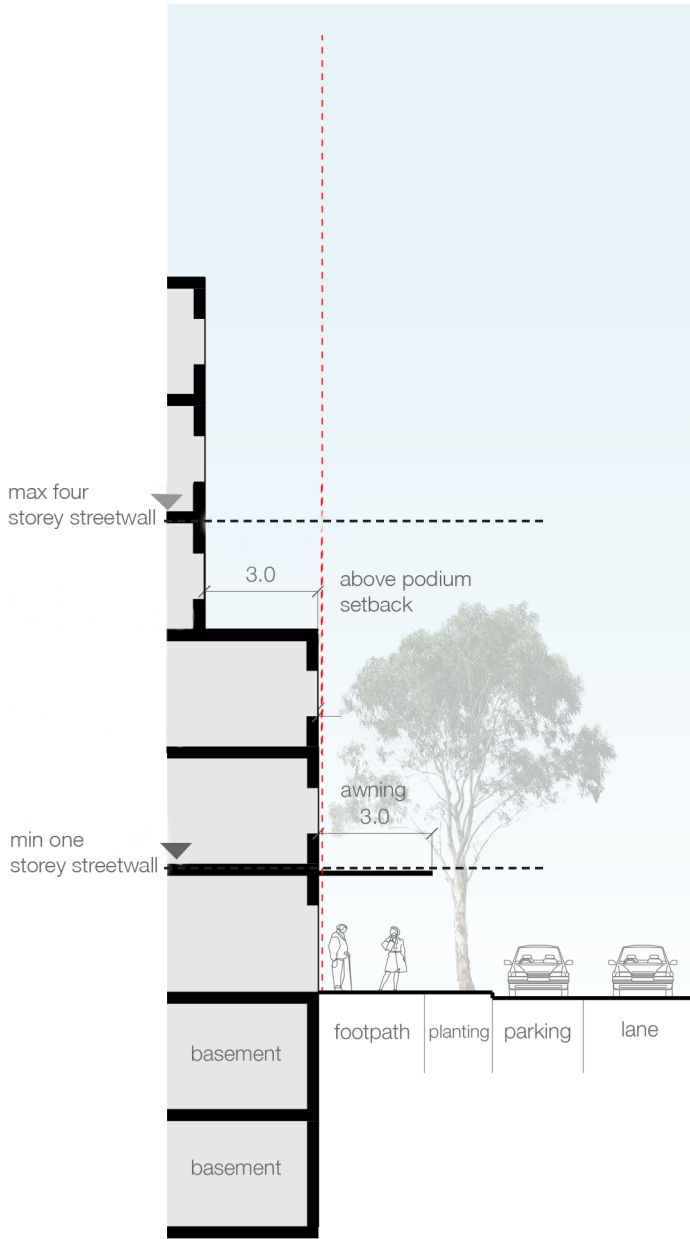 max four
storey streetwall
3.0
above podium
setback
awning
3.0
min one
storey streetwall
footpath
planting
parking
lane
basement
basement